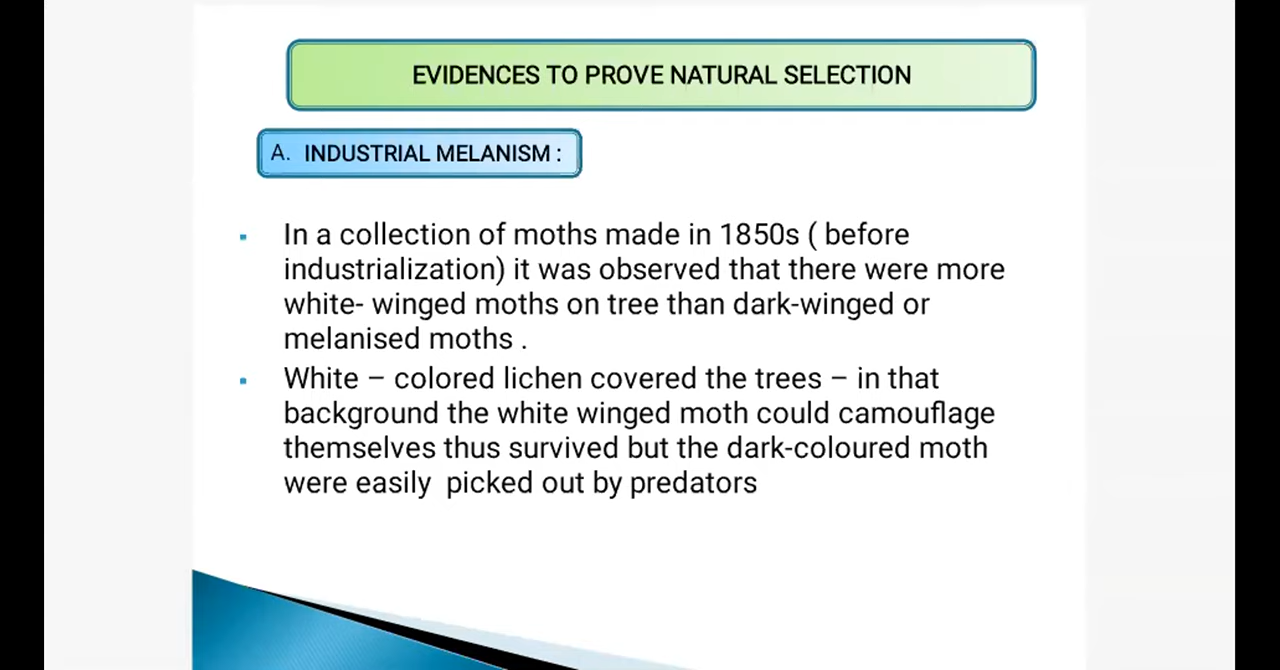 EVIDENCES TO PROVE NATURAL SELECTION
A. INDUSTRIAL MELANISM :
▪ In a collection of moths made in 1850s ( before
industrialization) it was observed that there were more
white- winged moths on tree than dark-winged or
melanised moths .
▪ White – colored lichen covered the trees – in that
background the white winged moth could camouflage
themselves thus survived but the dark-coloured moth
were easily  picked out by predators